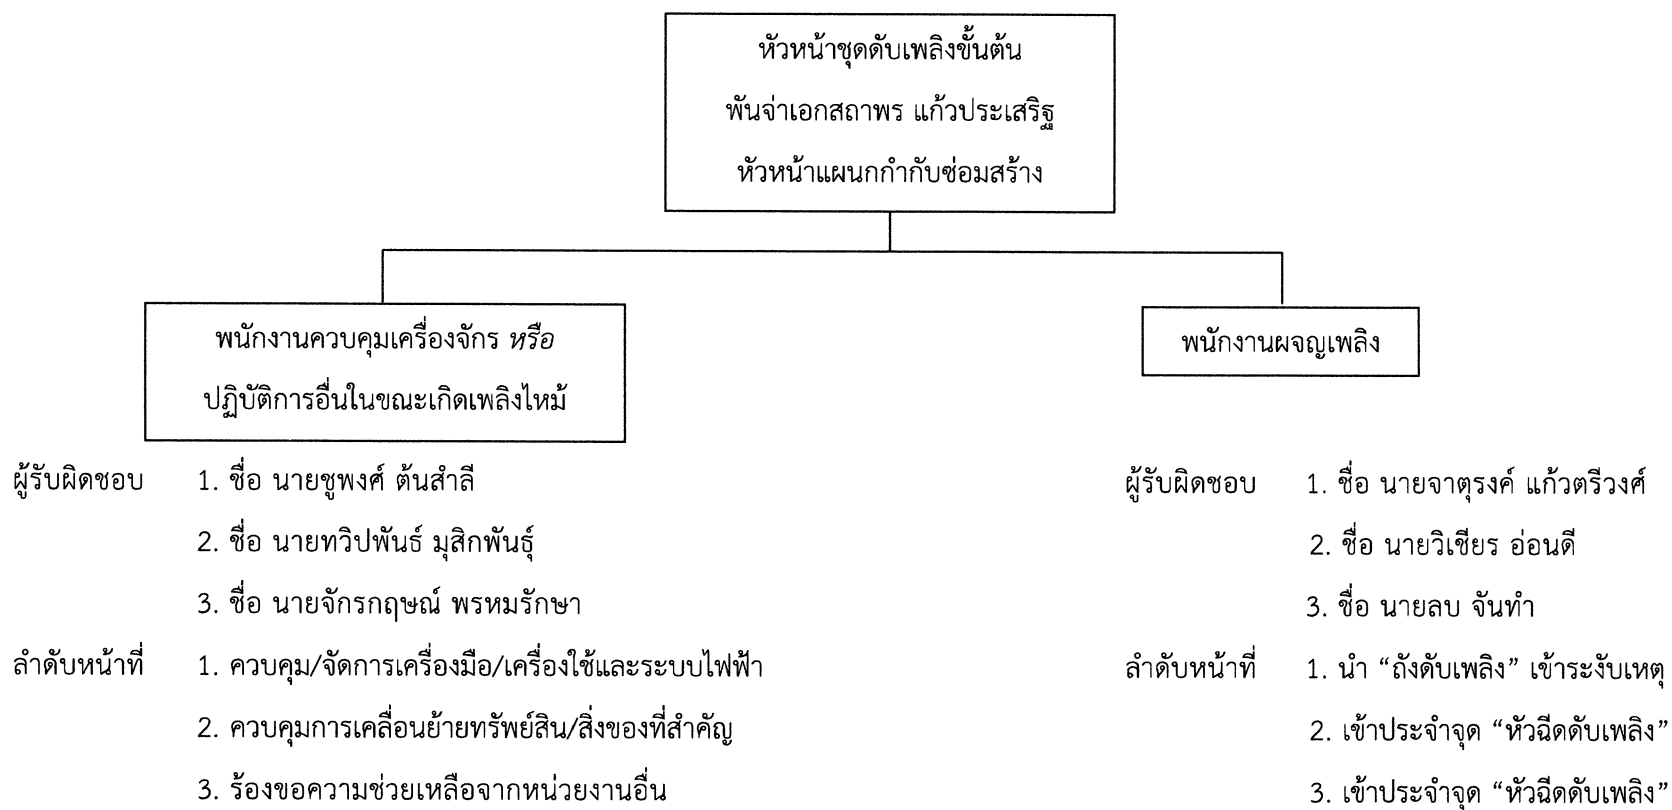 หัวหน้าชุดดับเพลิงขั้นต้น
พันจ่าเอกสถาพร แก้วประเสริฐ
หัวหน้าแผนกกำกับซ่อมสร้าง
พนักงานควบคุมเครื่องจักร หรือ
ปฏิบัติการอื่นในขณะเกิดเพลิงไหม้
ผู้รับผิดชอบ 1. ชื่อ นายชูพงศ์ ต้นสำลี
2. ชื่อ นายทวิปพันธ์ มุสิกพันธุ์
3. ชื่อ นายจักรกฤษณ์ พรหมรักษา
ลำดับหน้าที่ 1. ควบคุม/จัดการเครื่องมือ/เครื่องใช้และระบบไฟฟ้า
2. ควบคุมการเคลื่อนย้ายทรัพย์สิน/สิ่งของที่สำคัญ
3. ร้องขอความช่วยเหลือจากหน่วยงานอื่น
พนักงานผจญเพลิง
ผู้รับผิดชอบ 1. ชื่อ นายจาตุรงค์ แก้วตรีวงศ์
2. ชื่อ นายวิเชียร อ่อนดี
3. ชื่อ นายลบ จันทำ
ลำดับหน้าที่ 1. นำ “ถังดับเพลิง” เข้าระงับเหตุ
2. เข้าประจำจุด “หัวฉีดดับเพลิง”
3. เข้าประจำจุด “หัวฉีดดับเพลิง”